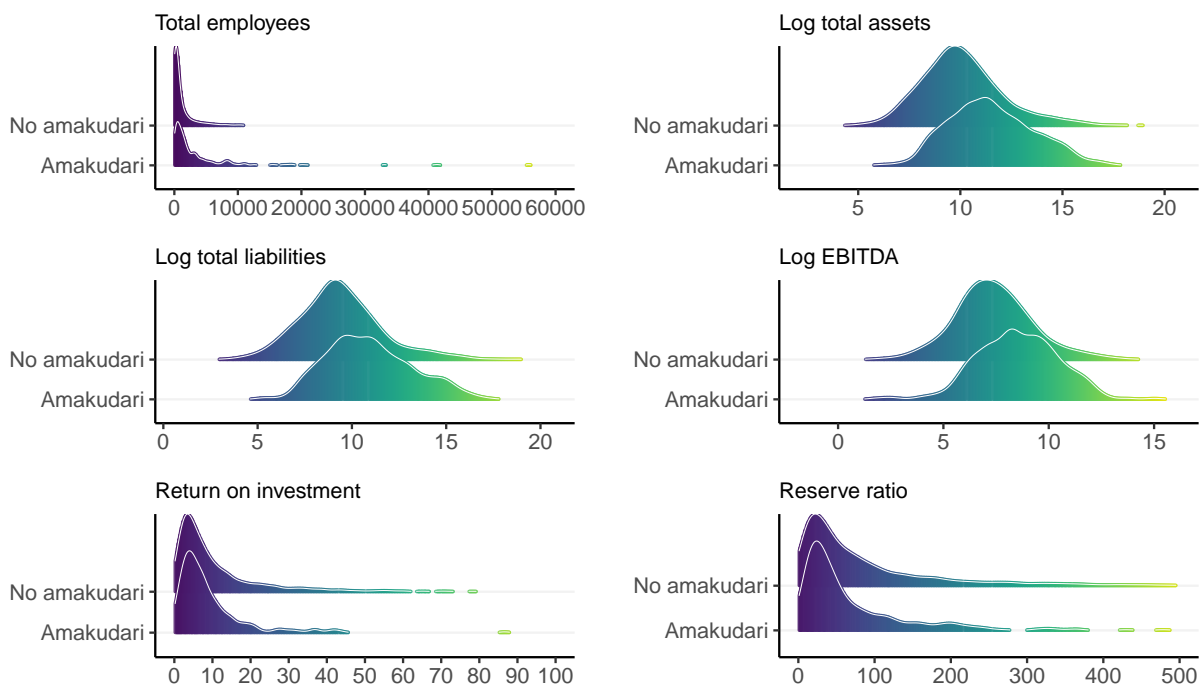 Total employees
No amakudari
Amakudari
0 10000 20000 30000 40000 50000 60000
Log total assets
No amakudari
Amakudari
5 10 15 20
Log total liabilities
No amakudari
Amakudari
0 5 10 15 20
Log EBITDA
No amakudari
Amakudari
0 5 10 15
Return on investment
No amakudari
Amakudari
0 10 20 30 40 50 60 70 80 90 100
Reserve ratio
No amakudari
Amakudari
0 100 200 300 400 500